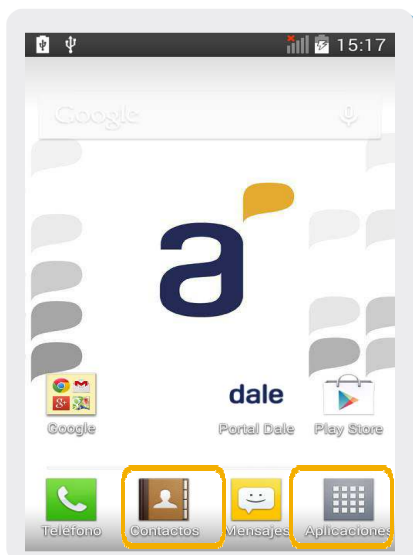 15:17
Google
a
dale
Google
Portal Dale
Play Store
Teléfono
Contactos
Mensajes
Aplicaciones